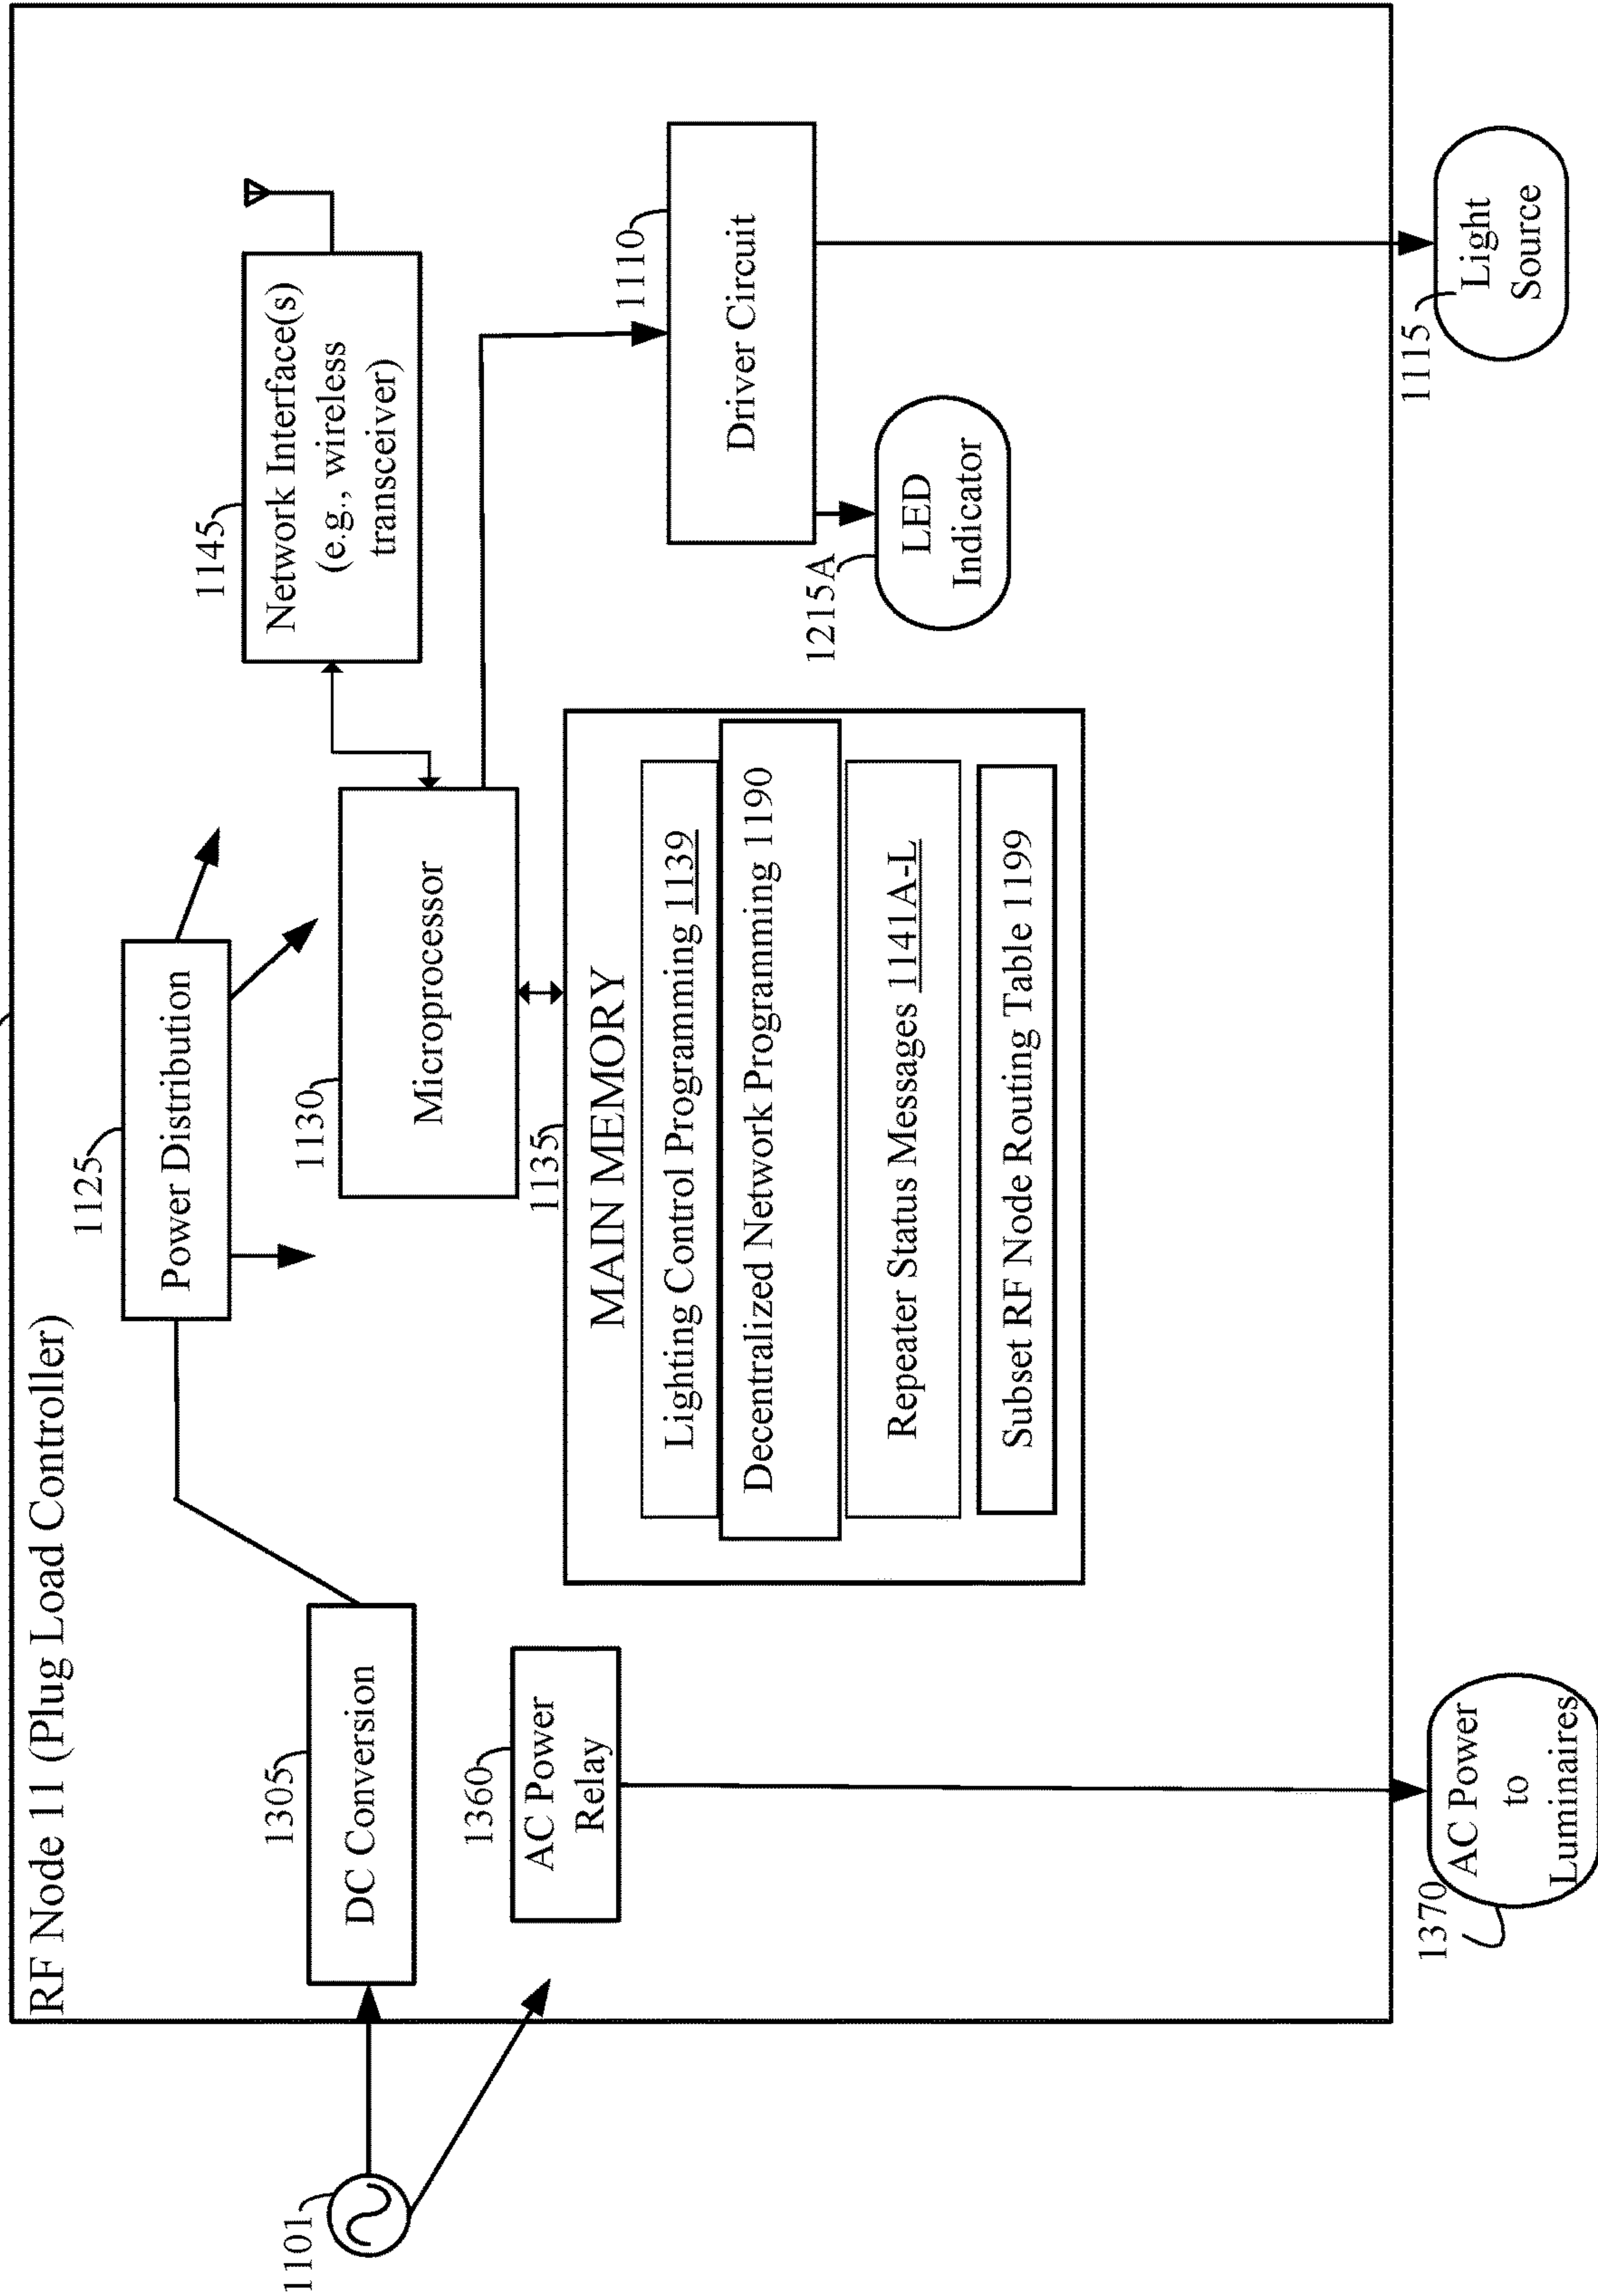 RF Node 11 (Plug Load Controller)
1125
Power Distribution
1145
Network Interface(s)
(e.g., wireless
transceiver)
1101
1305
DC Conversion
1130
Microprocessor
1360
AC Power
Relay
1135
MAIN MEMORY
Lighting Control Programming 1139
Decentralized Network Programming 1190
Repeater Status Messages 1141A-L
Subset RF Node Routing Table 1199
1110
Driver Circuit
1215A
LED
Indicator
1370
AC Power
to
Luminaires
1115
Light
Source